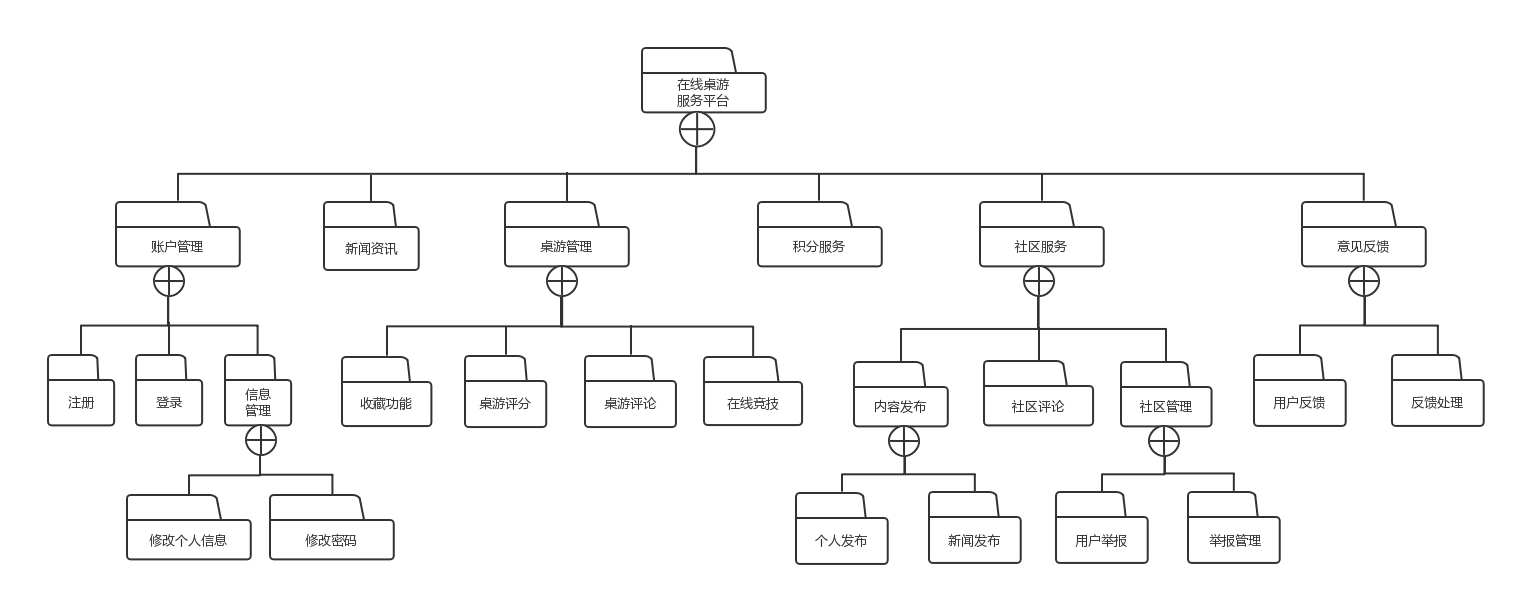 在线桌游
服务平台
账户管理
新闻资讯
桌游管理
积分服务
社区服务
意见反馈
注册
登录
信息
管理
收藏功能
桌游评分
桌游评论
在线竞技
内容发布
社区评论
社区管理
用户反馈
反馈处理
修改个人信息
修改密码
个人发布
新闻发布
用户举报
举报管理